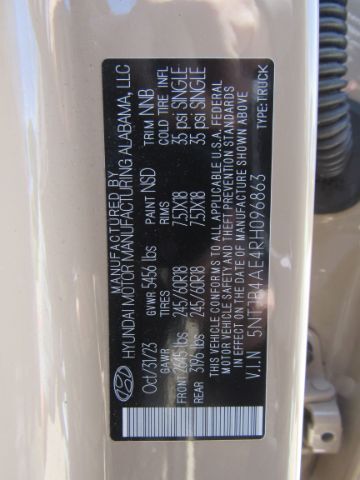 MANUFACTURED BY
HYUNDAI MOTOR MANUFACTURING ALABAMA, LLC
Oct/31/23 GVWR 5456 lbs PAINT NSD TRIM NNB
GAWR TIRES COLD TIRE INFL
FRONT 2645 lbs 245/60R18 7.5JX18 35 psi SINGLE
REAR 3196 lbs 245/60R18 7.5JX18 35 psi SINGLE
THIS VEHICLE CONFORMS TO ALL APPLICABLE U.S.A. FEDERAL
MOTOR VEHICLE SAFETY AND THEFT PREVENTION STANDARDS
IN EFFECT ON THE DATE OF MANUFACTURE SHOWN ABOVE.
V.I.N TYPE: TRUCK